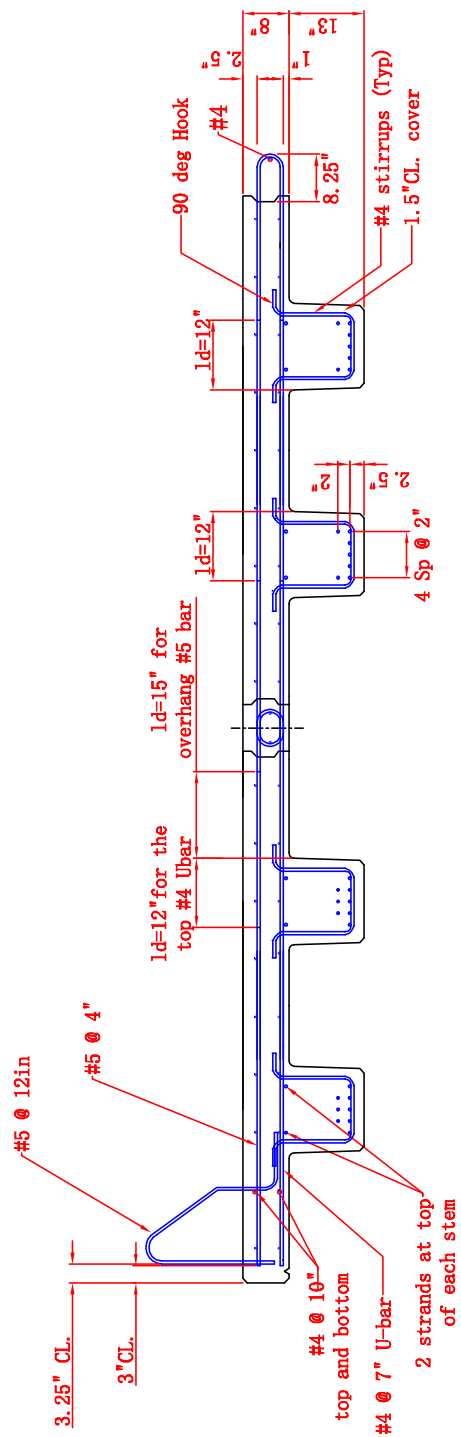 3.25" CL.
3"CL.
#5 @ 12in
#5 @ 4"
ld=12"for the
top #4 Ubar
ld=15" for
overhang #5 bar
ld=12"
ld=12"
90 deg Hook
#4
2.5"
8"
1"
13"
8.25"
#4 stirrups (Typ)
1.5"CL. cover
2"
2.5"
4 Sp @ 2"
#4 @ 10"
top and bottom
#4 @ 7" U-bar
2 strands at top
of each stem